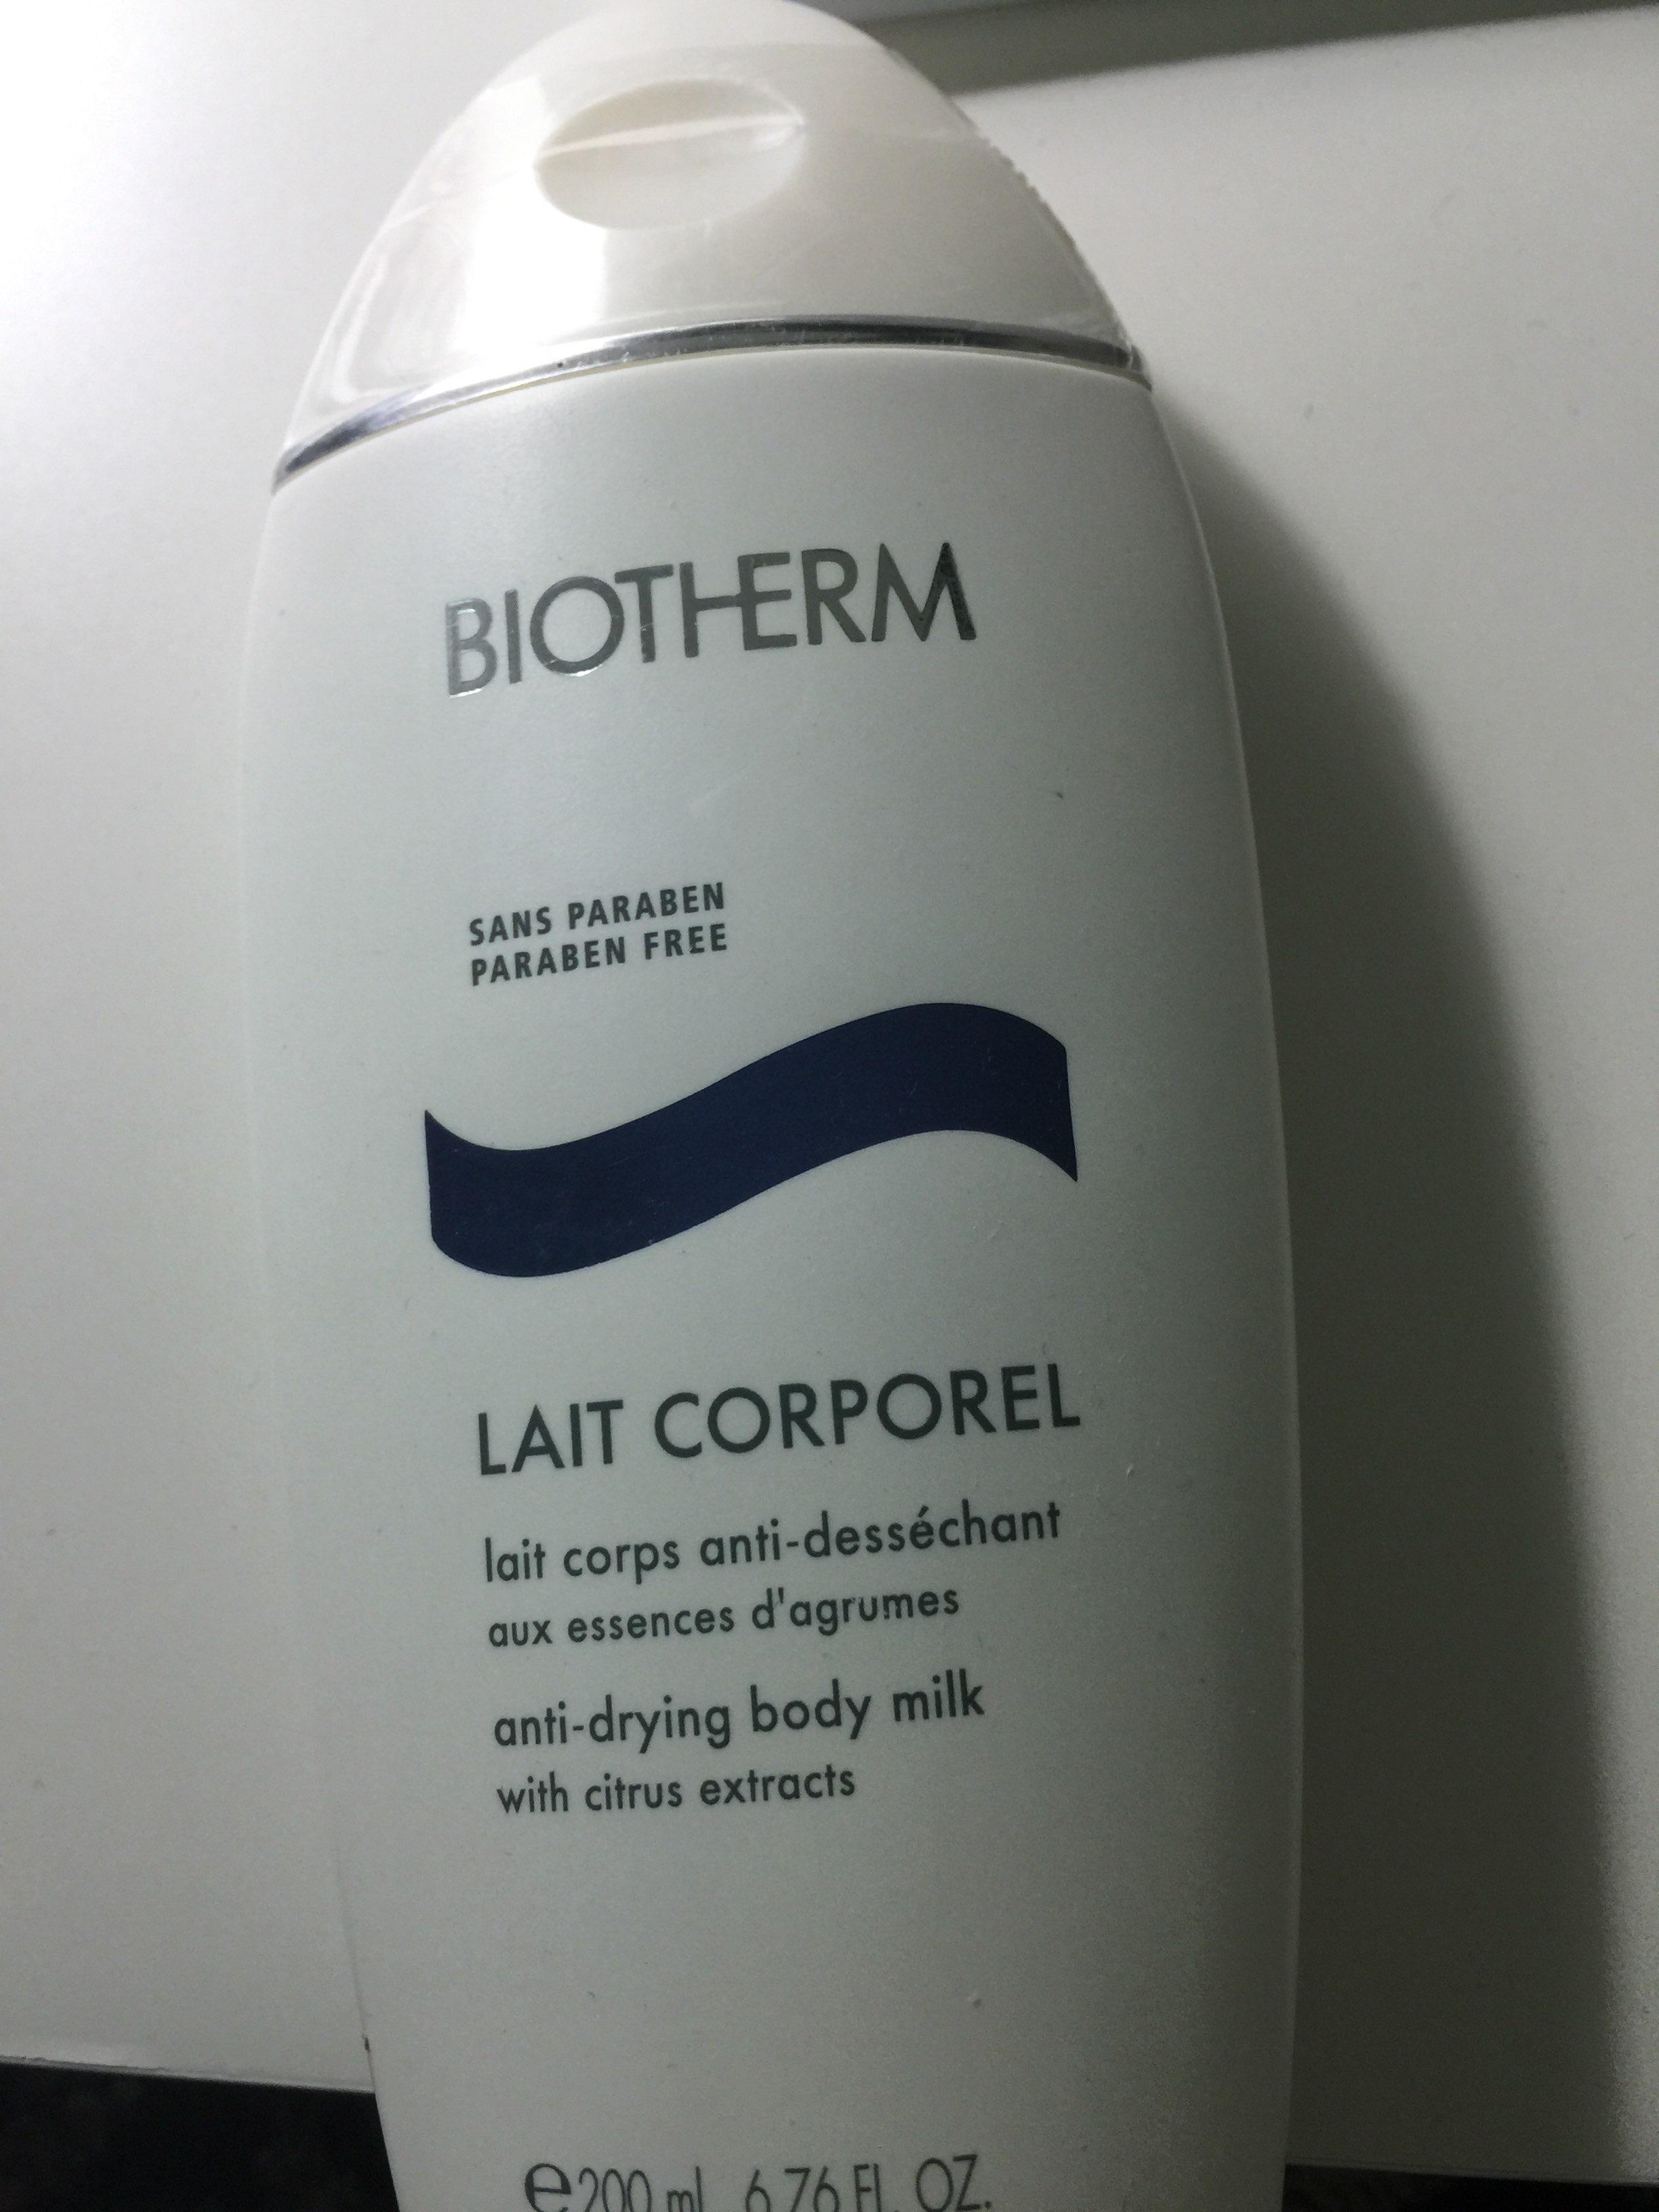 BIOTHERM
SANS PARABEN
PARABEN FREE
LAIT CORPOREL
lait corps anti-desséchant
aux essences d'agrumes
anti-drying body milk
with citrus extracts
℮200 ml 6.76 FL. OZ.